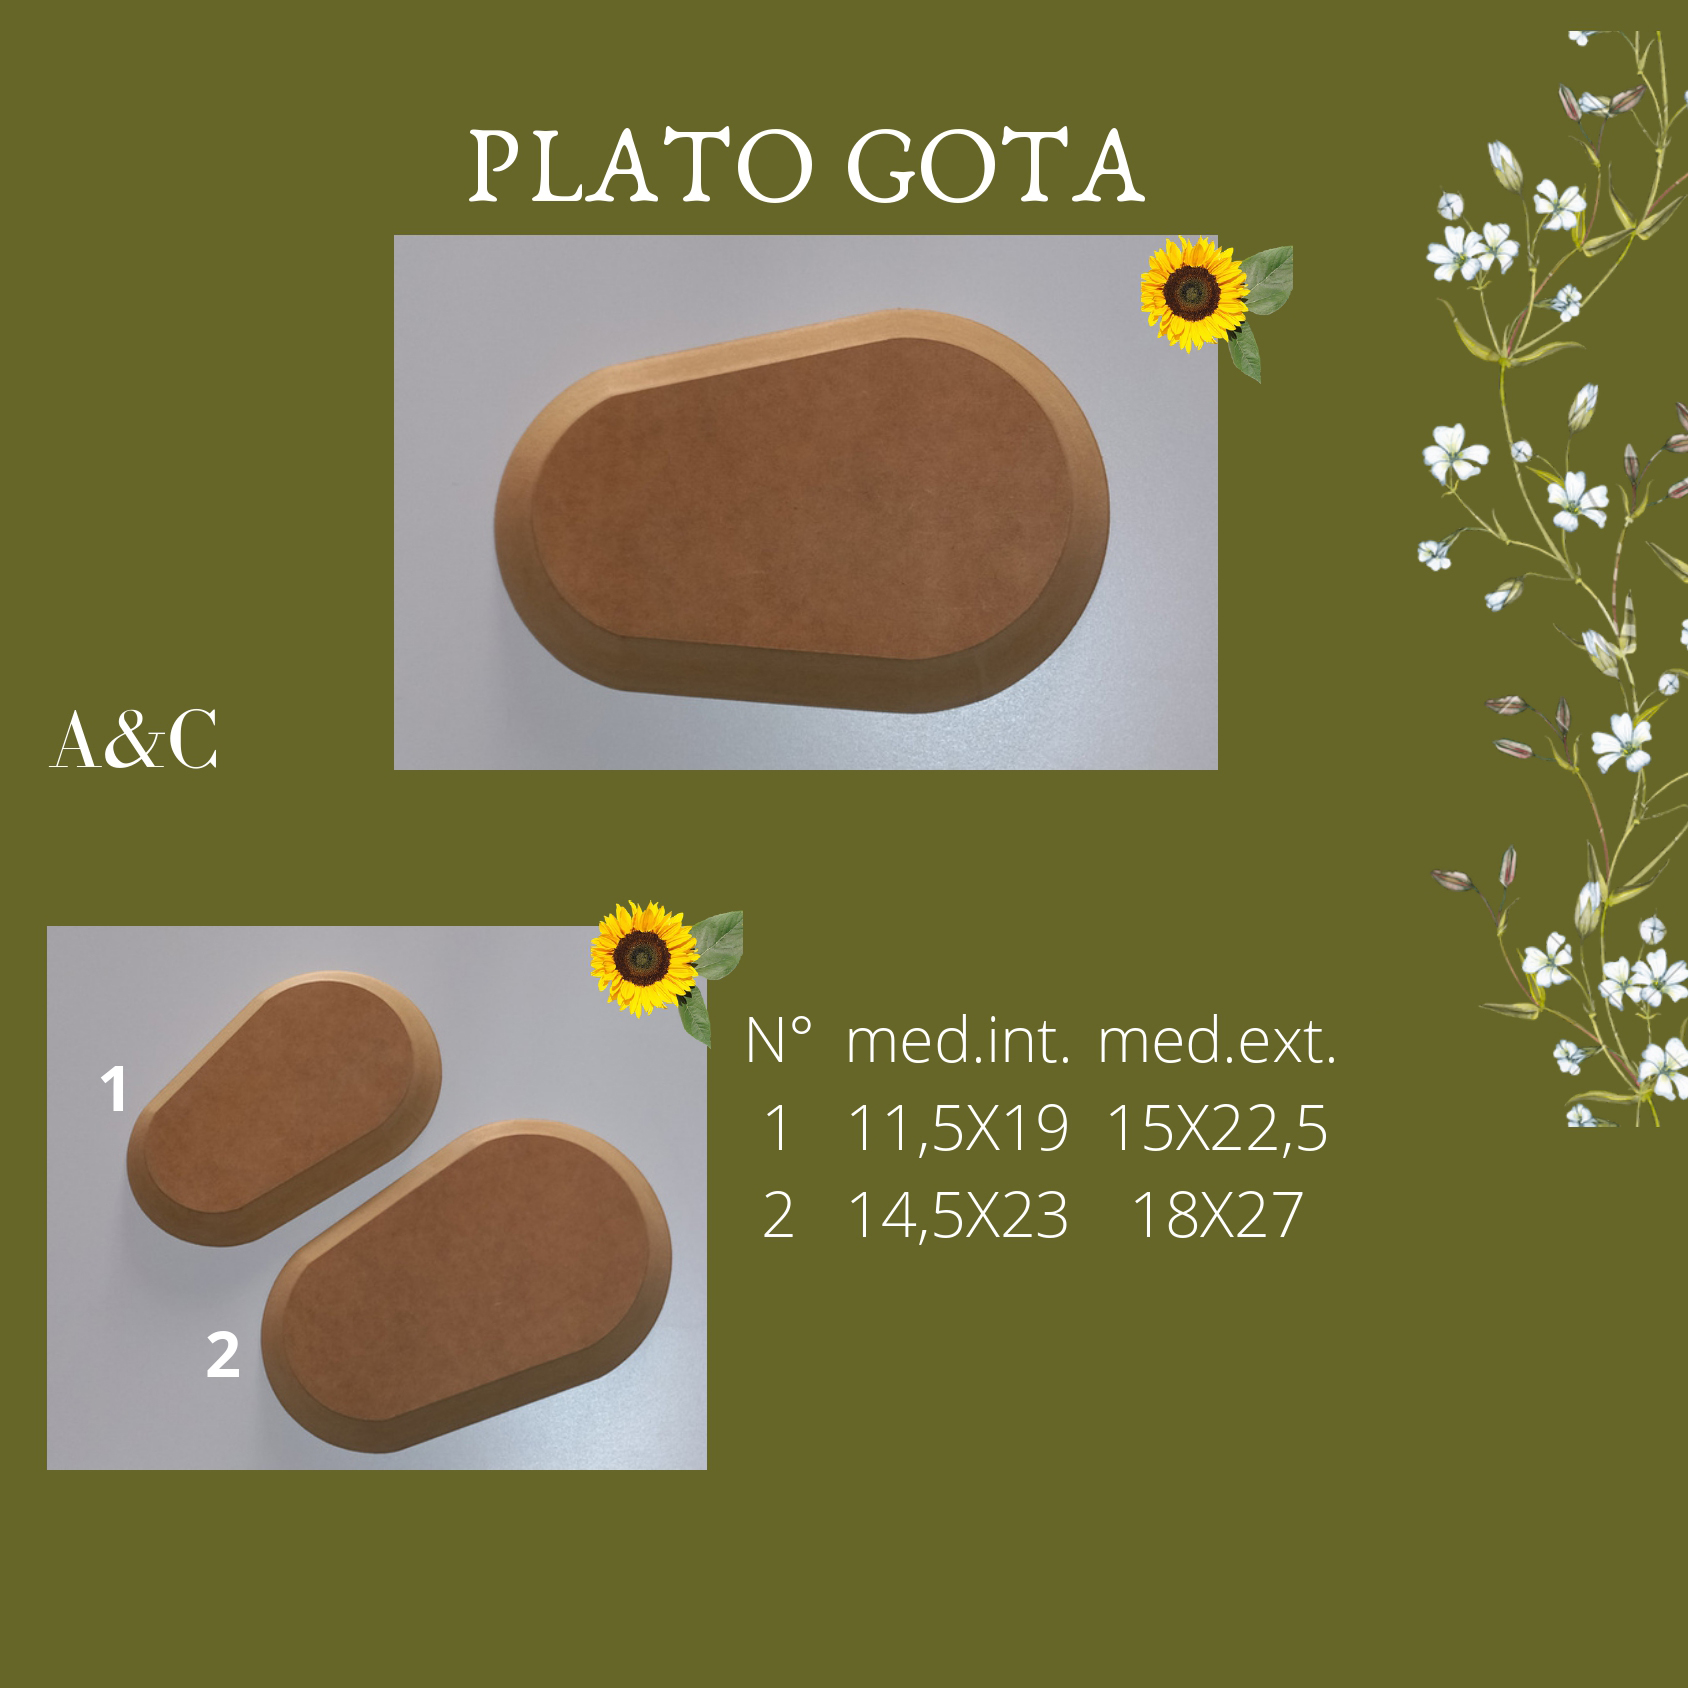 PLATO GOTA
A&C
1
2
N° med.int. med.ext.
1 11,5X19 15X22,5
2 14,5X23 18X27